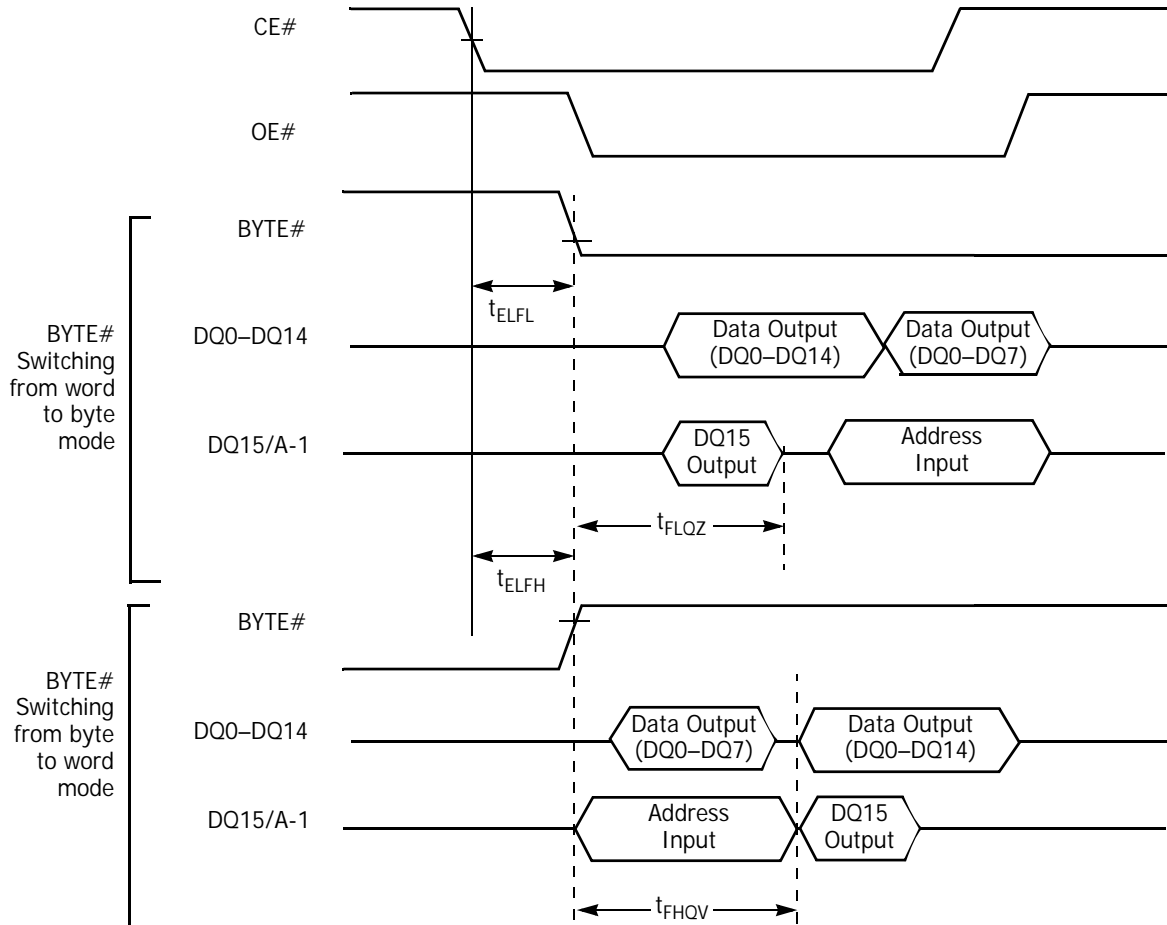 CE#
OE#
BYTE#
tELFL
BYTE#
Switching
from word
to byte
mode
DQ0–DQ14
Data Output
(DQ0–DQ14)
Data Output
(DQ0–DQ7)
DQ15/A-1
DQ15
Output
Address
Input
tFLQZ
tELFH
BYTE#
BYTE#
Switching
from byte
to word
mode
DQ0–DQ14
Data Output
(DQ0–DQ7)
Data Output
(DQ0–DQ14)
DQ15/A-1
Address
Input
DQ15
Output
tFHQV